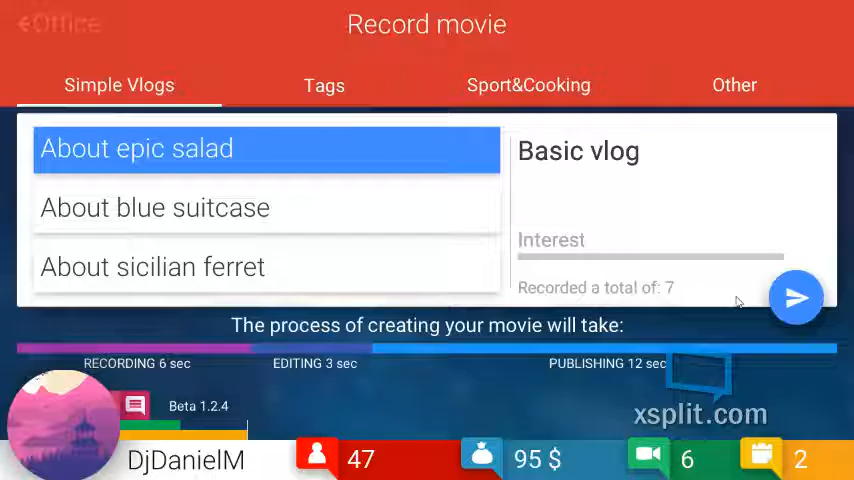 Office
Record movie
Simple Vlogs
Tags
Sport&Cooking
Other
About epic salad
About blue suitcase
About sicilian ferret
Basic vlog
Interest
Recorded a total of: 7
The process of creating your movie will take:
RECORDING 6 sec
EDITING 3 sec
PUBLISHING 12 sec
Beta 1.2.4
xsplit.com
DjDanielM
47
95 $
6
2